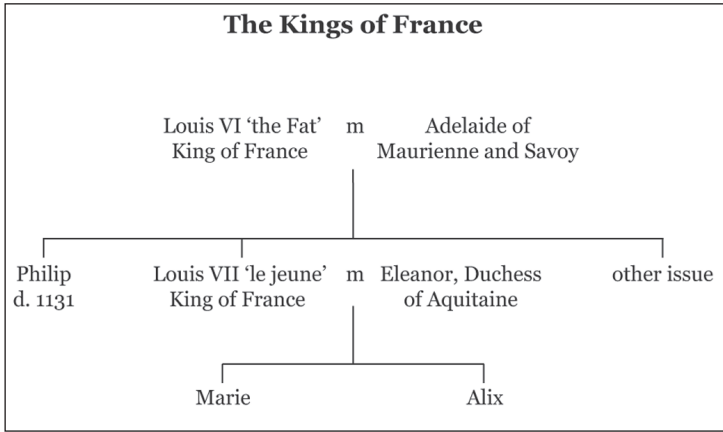 The Kings of France
Louis VI ‘the Fat’ m Adelaide of
King of France Maurienne and Savoy
Philip Louis VII ‘le jeune’ m Eleanor, Duchess other issue
d. 1131 King of France of Aquitaine
Marie Alix